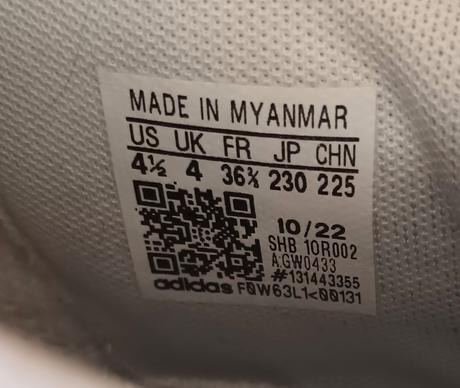 MADE IN MYANMAR
US UK FR JP CHN
4½ 4 36⅔ 230 225
10/22
SHB 10R002
A:GW0433
#131443355
adidas F0W63L1<00131